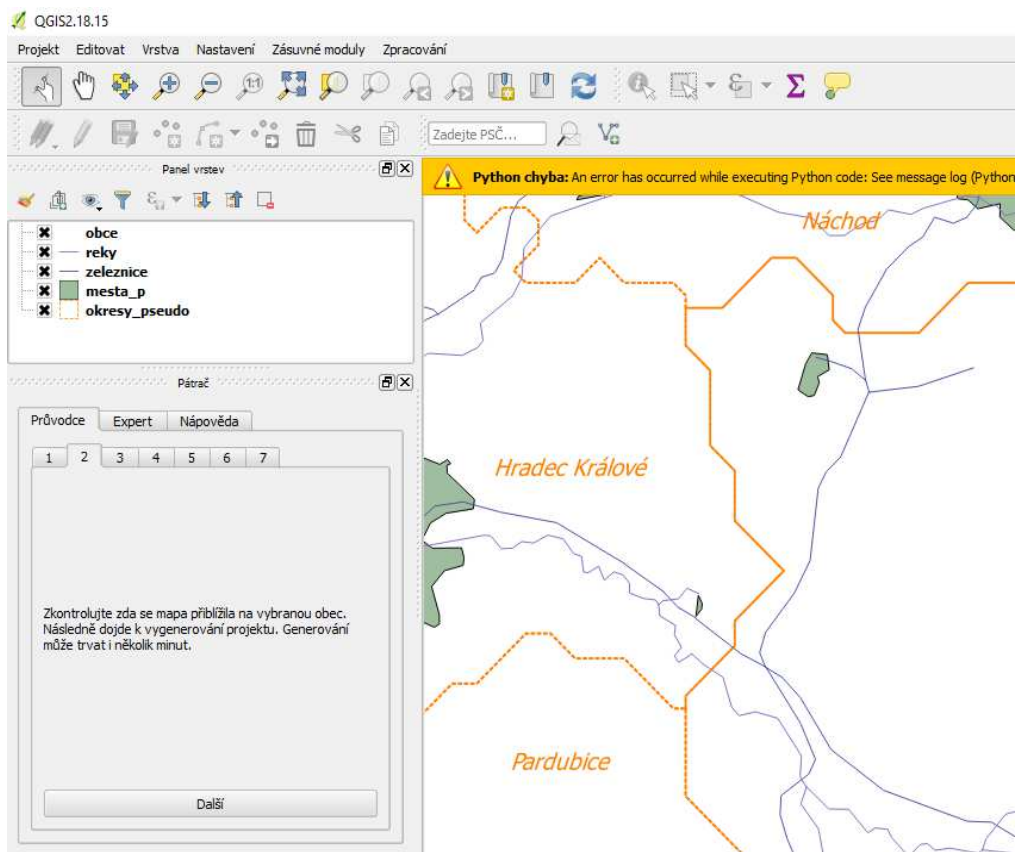 QGIS2.18.15
Projekt Editovat Vrstva Nastavení Zásuvné moduly Zpracování
1:1
Zadejte PSČ...
Panel vrstev
Python chyba: An error has occurred while executing Python code: See message log (Python
obce
reky
zeleznice
mesta_p
okresy_pseudo
Náchod
Pátrač
Průvodce Expert Nápověda
1 2 3 4 5 6 7
Hradec Králové
Zkontrolujte zda se mapa přiblížila na vybranou obec.
Následně dojde k vygenerování projektu. Generování
může trvat i několik minut.
Pardubice
Další